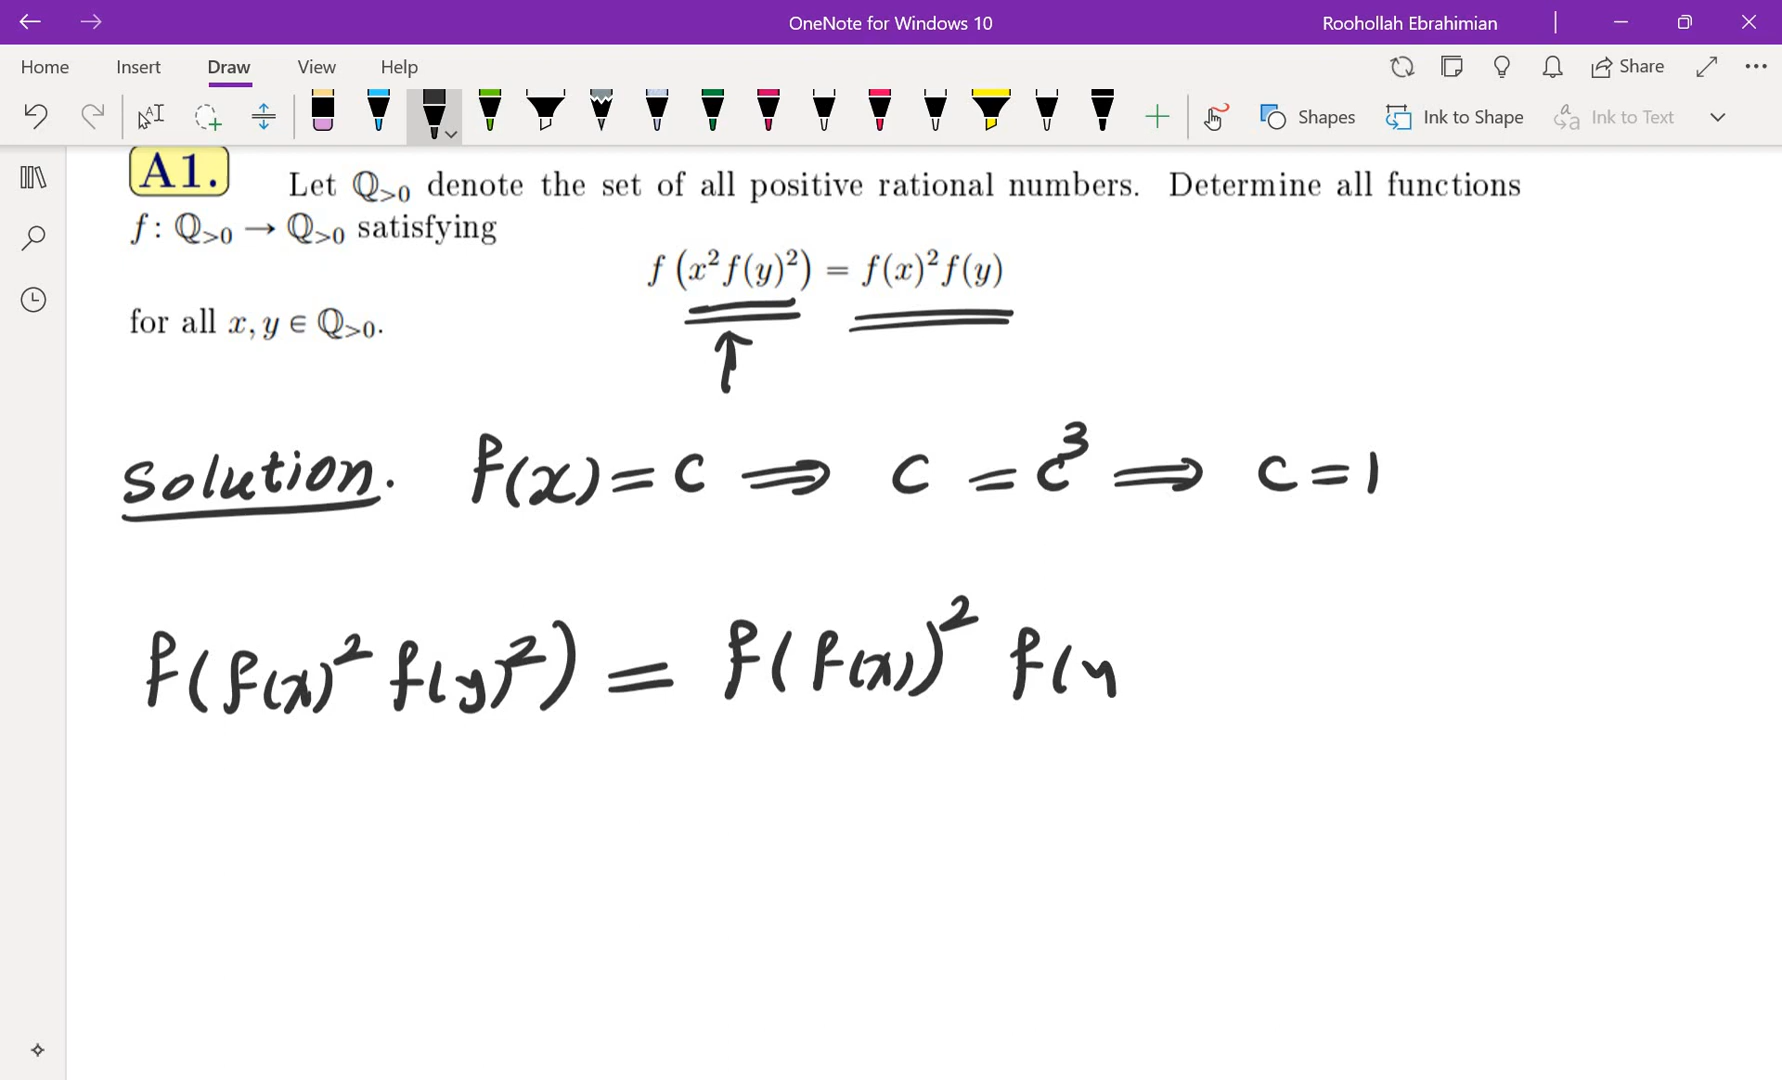 OneNote for Windows 10
Roohollah Ebrahimian
Home Insert Draw View Help
Share
Shapes Ink to Shape Ink to Text
A1. Let ℚ>0 denote the set of all positive rational numbers. Determine all functions
f: ℚ>0 → ℚ>0 satisfying
f (x²f(y)²) = f(x)²f(y)
for all x, y ∈ ℚ>0.
Solution. f(x) = c ⟹ c = c³ ⟹ c = 1
f(f(x)² f(y)²) = f(f(x))² f(y